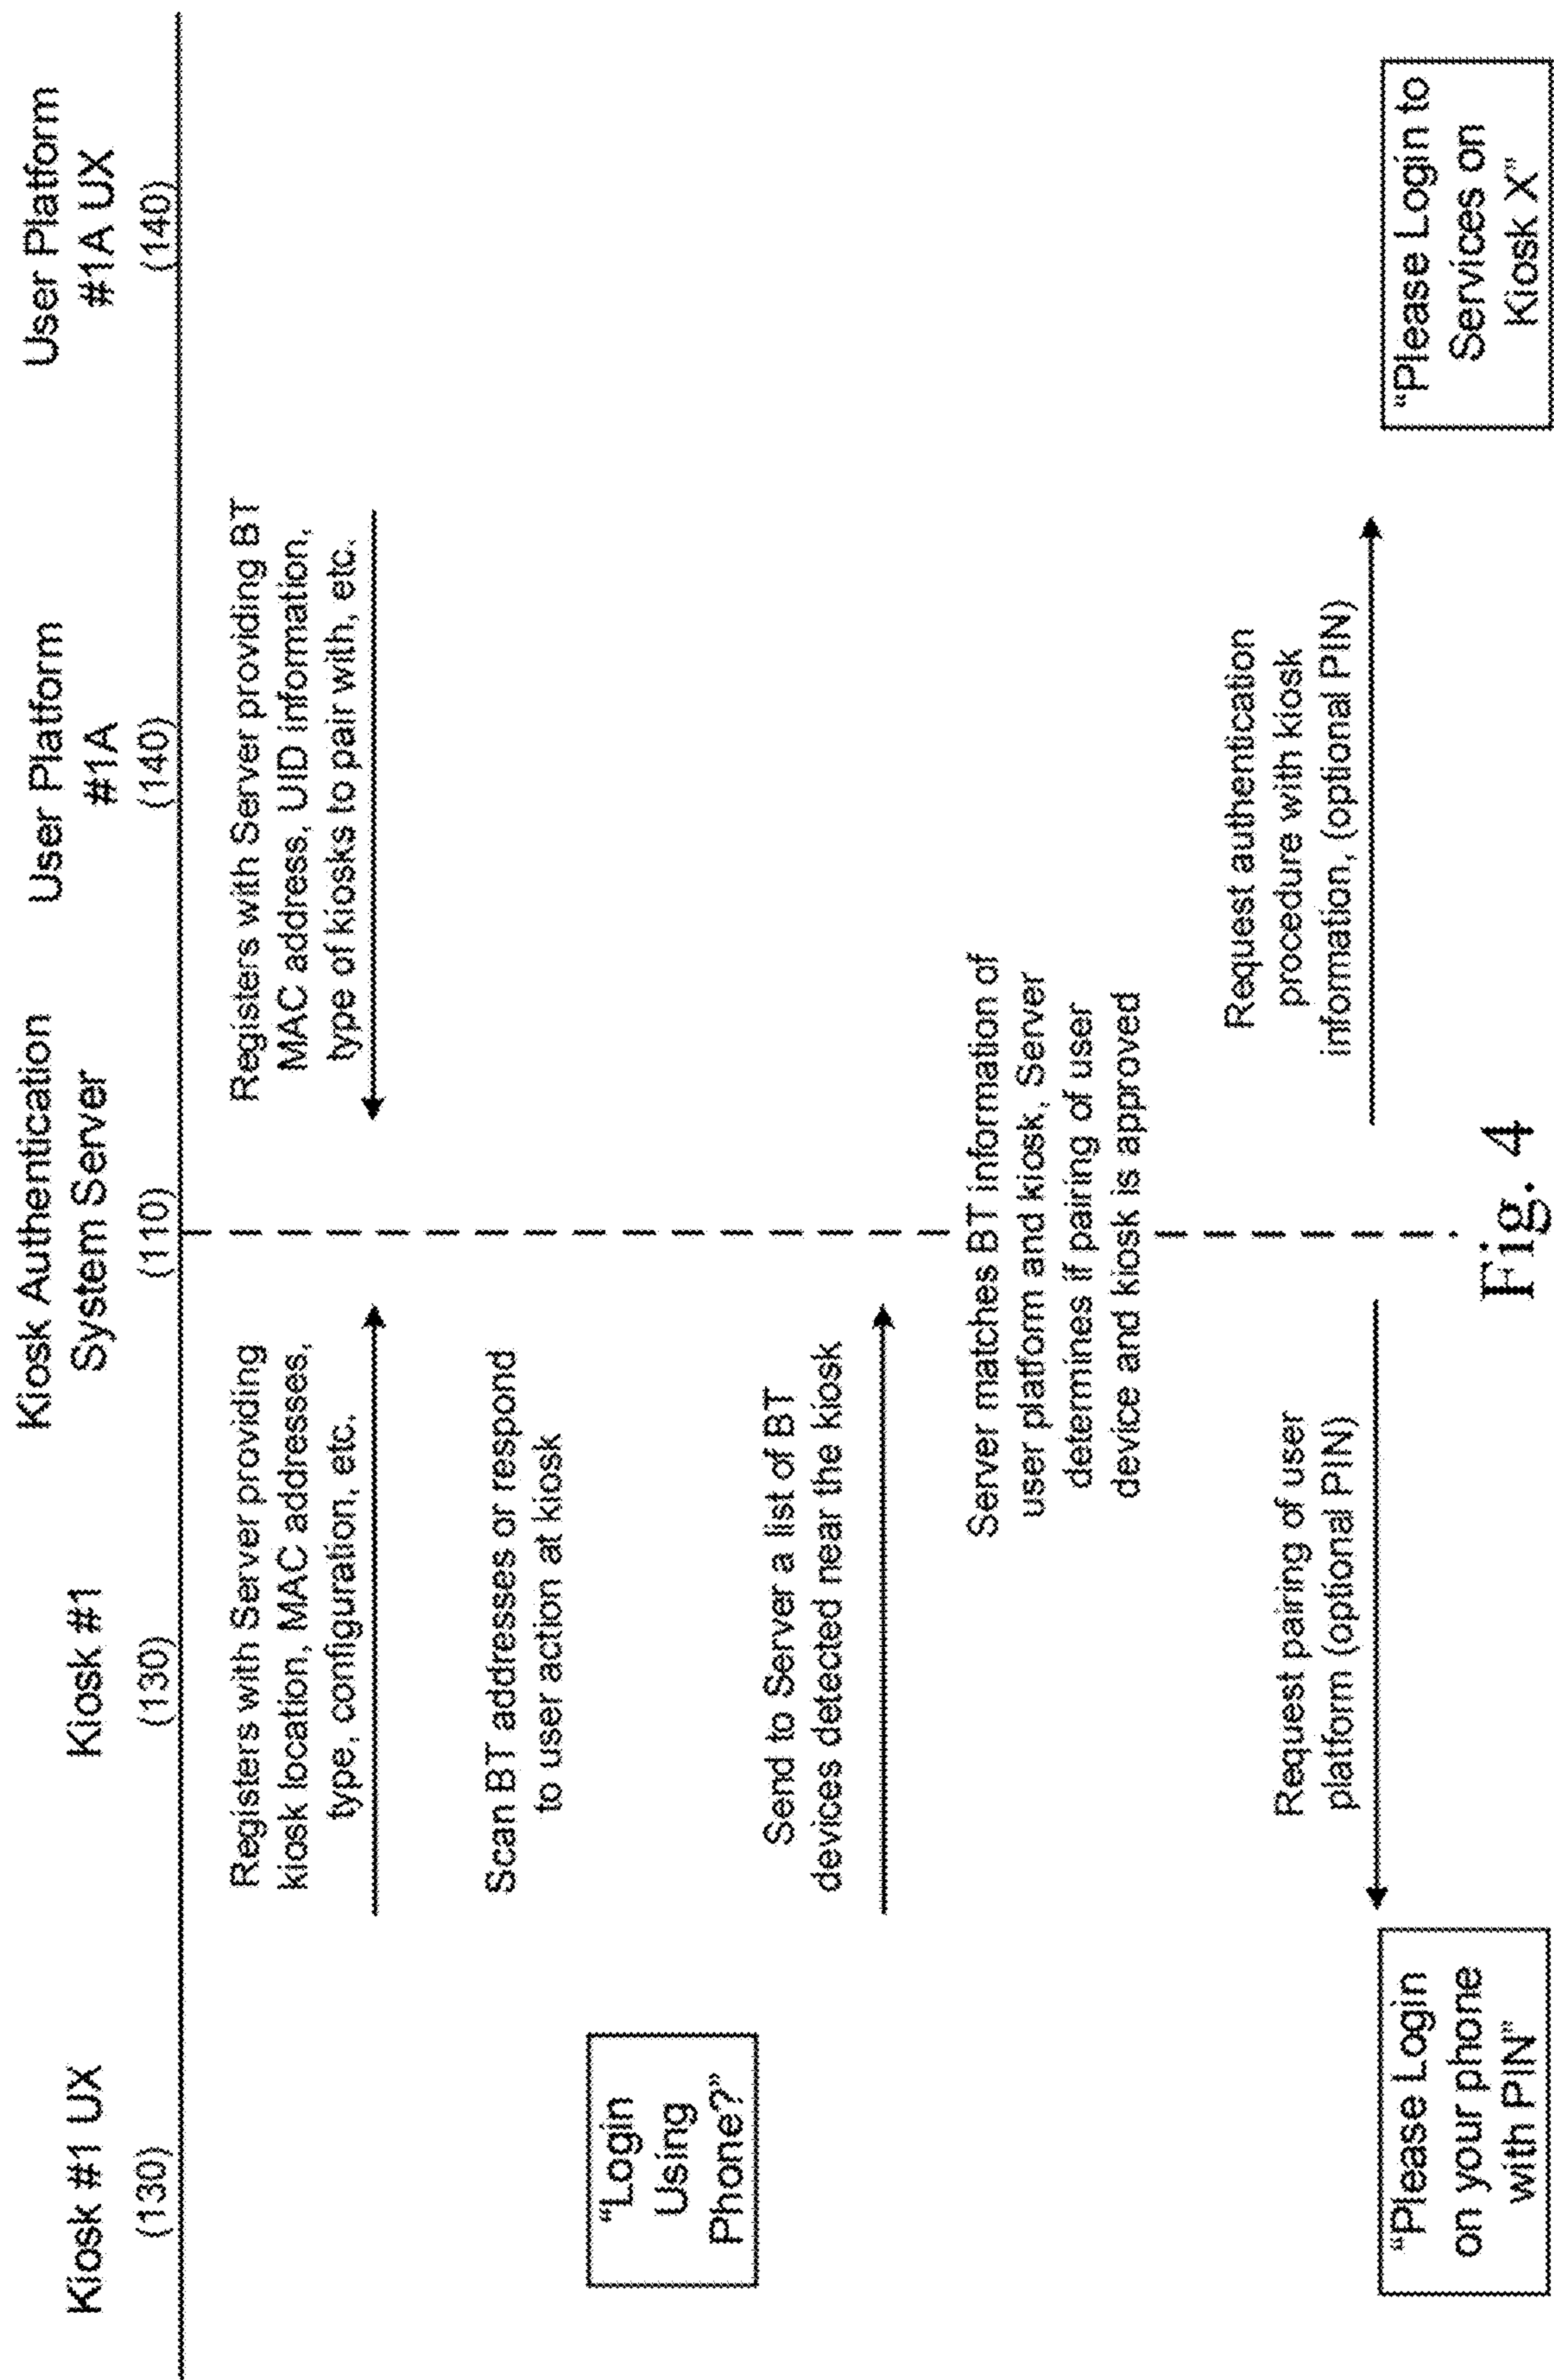 Kiosk #1 UX
(130)
Kiosk #1
(130)
Kiosk Authentication
System Server
(110)
User Platform
#1A
(140)
User Platform
#1A UX
(140)
Registers with Server providing
kiosk location, MAC addresses,
type, configuration, etc.
Registers with Server providing BT
MAC address, UID information,
type of kiosks to pair with, etc.
Scan BT addresses or respond
to user action at kiosk
"Login
Using
Phone?"
Send to Server a list of BT
devices detected near the kiosk
Server matches BT information of
user platform and kiosk, Server
determines if pairing of user
device and kiosk is approved
Request pairing of user
platform (optional PIN)
Request authentication
procedure with kiosk
information, (optional PIN)
"Please Login
on your phone
with PIN"
"Please Login to
Services on
Kiosk X"
Fig. 4